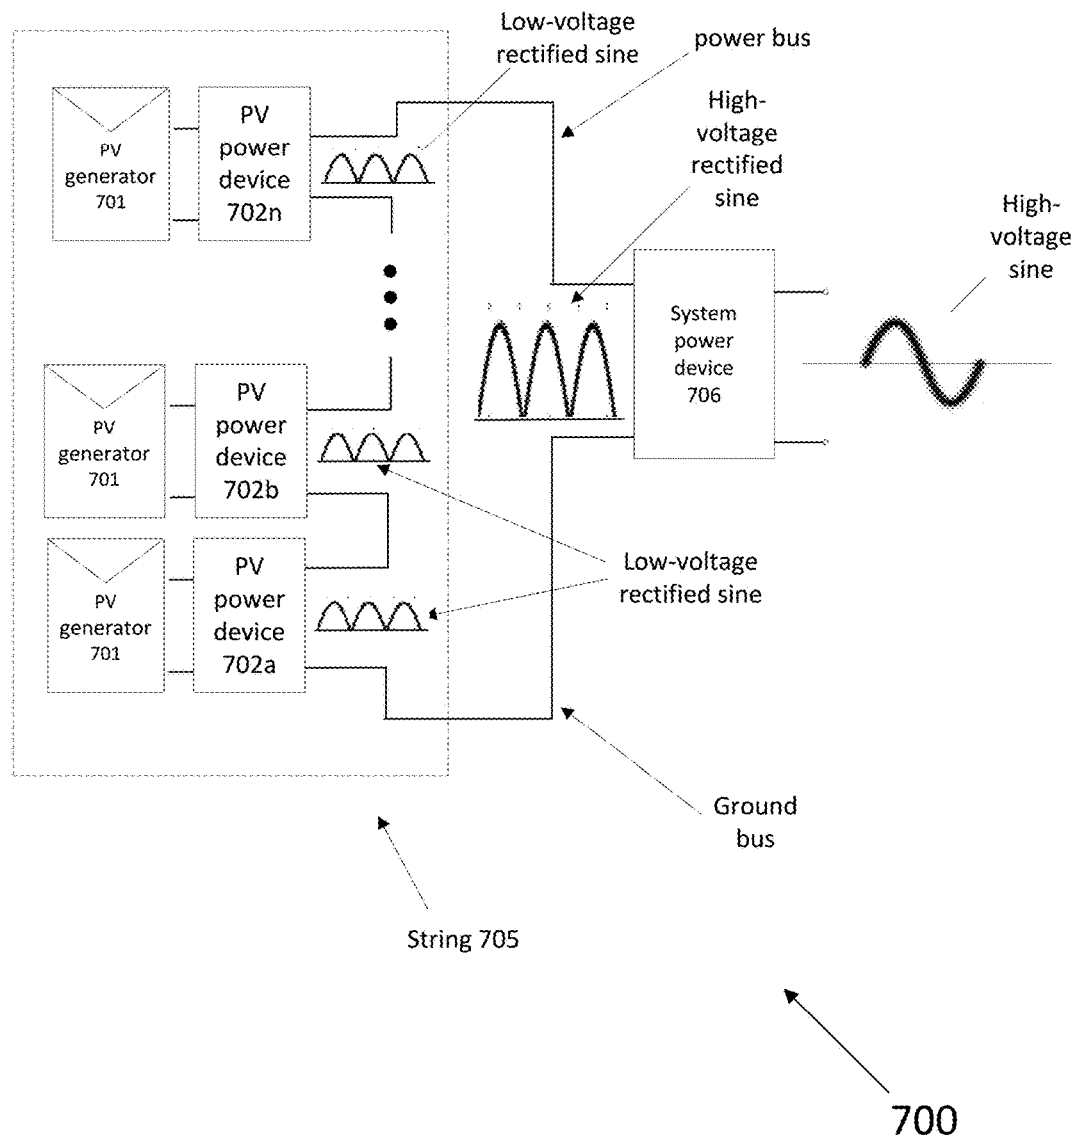 Low-voltage
rectified sine
power bus
High-
voltage
rectified
sine
PV
generator
701
PV
power
device
702n
High-
voltage
sine
System
power
device
706
PV
generator
701
PV
power
device
702b
PV
generator
701
PV
power
device
702a
Low-voltage
rectified sine
Ground
bus
String 705
700